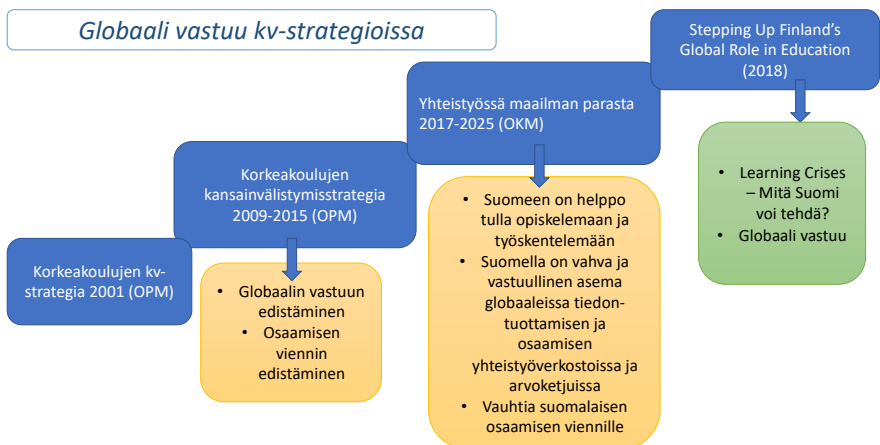 Globaali vastuu kv-strategioissa
Korkeakoulujen kv-
strategia 2001 (OPM)
Korkeakoulujen
kansainvälistymisstrategia
2009-2015 (OPM)
• Globaalin vastuun
edistäminen
• Osaamisen
viennin
edistäminen
Yhteistyössä maailman parasta
2017-2025 (OKM)
• Suomeen on helppo
tulla opiskelemaan ja
työskentelemään
• Suomella on vahva ja
vastuullinen asema
globaaleissa tiedon-
tuottamisen ja
osaamisen
yhteistyöverkostoissa ja
arvoketjuissa
• Vauhtia suomalaisen
osaamisen viennille
Stepping Up Finland's
Global Role in Education
(2018)
• Learning Crises
– Mitä Suomi
voi tehdä?
• Globaali vastuu